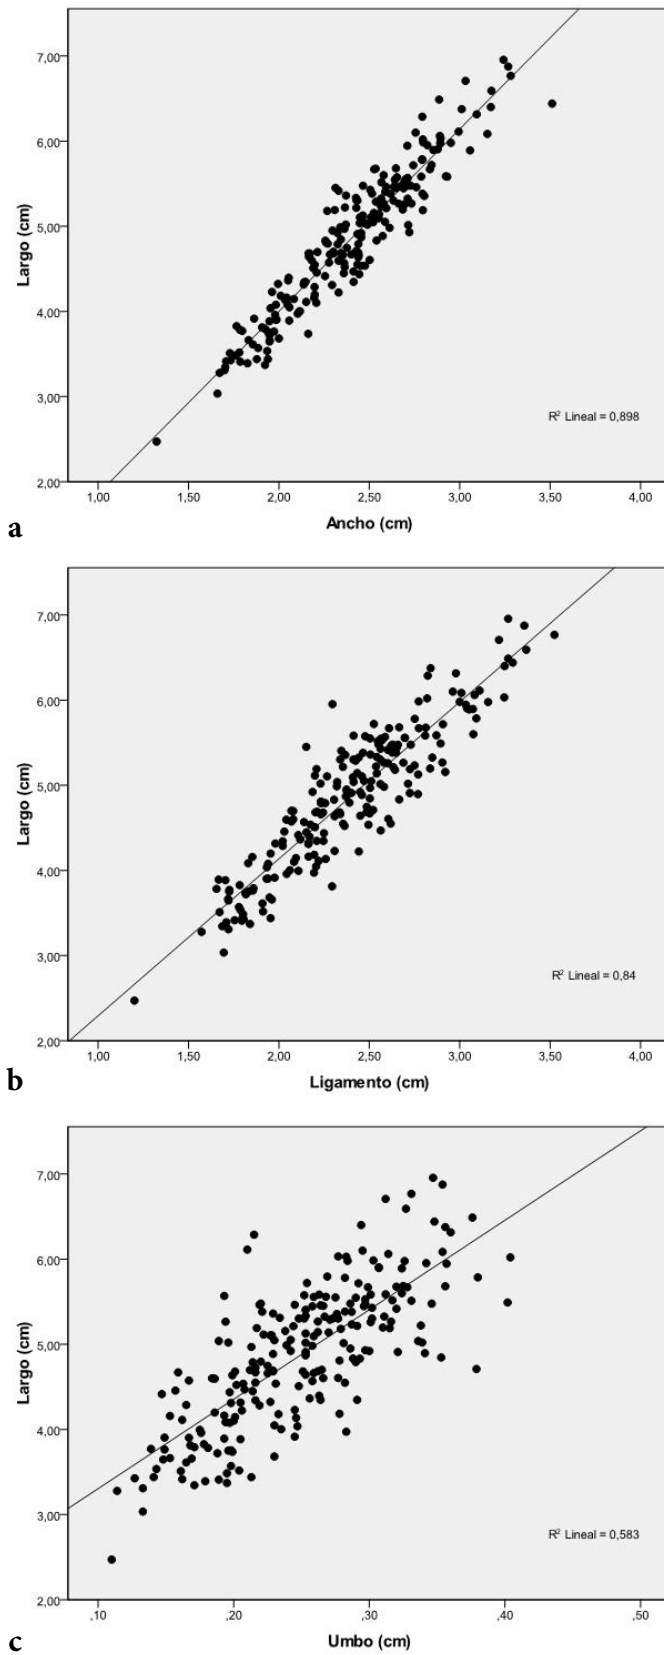 7,00
6,00
Largo (cm)
5,00
4,00
3,00
R² Lineal = 0,898
2,00
1,00 1,50 2,00 2,50 3,00 3,50 4,00
Ancho (cm)
a
7,00
6,00
Largo (cm)
5,00
4,00
3,00
R² Lineal = 0,84
2,00
1,00 1,50 2,00 2,50 3,00 3,50 4,00
Ligamento (cm)
b
7,00
6,00
Largo (cm)
5,00
4,00
3,00
R² Lineal = 0,583
2,00
,10 ,20 ,30 ,40 ,50
Umbo (cm)
c